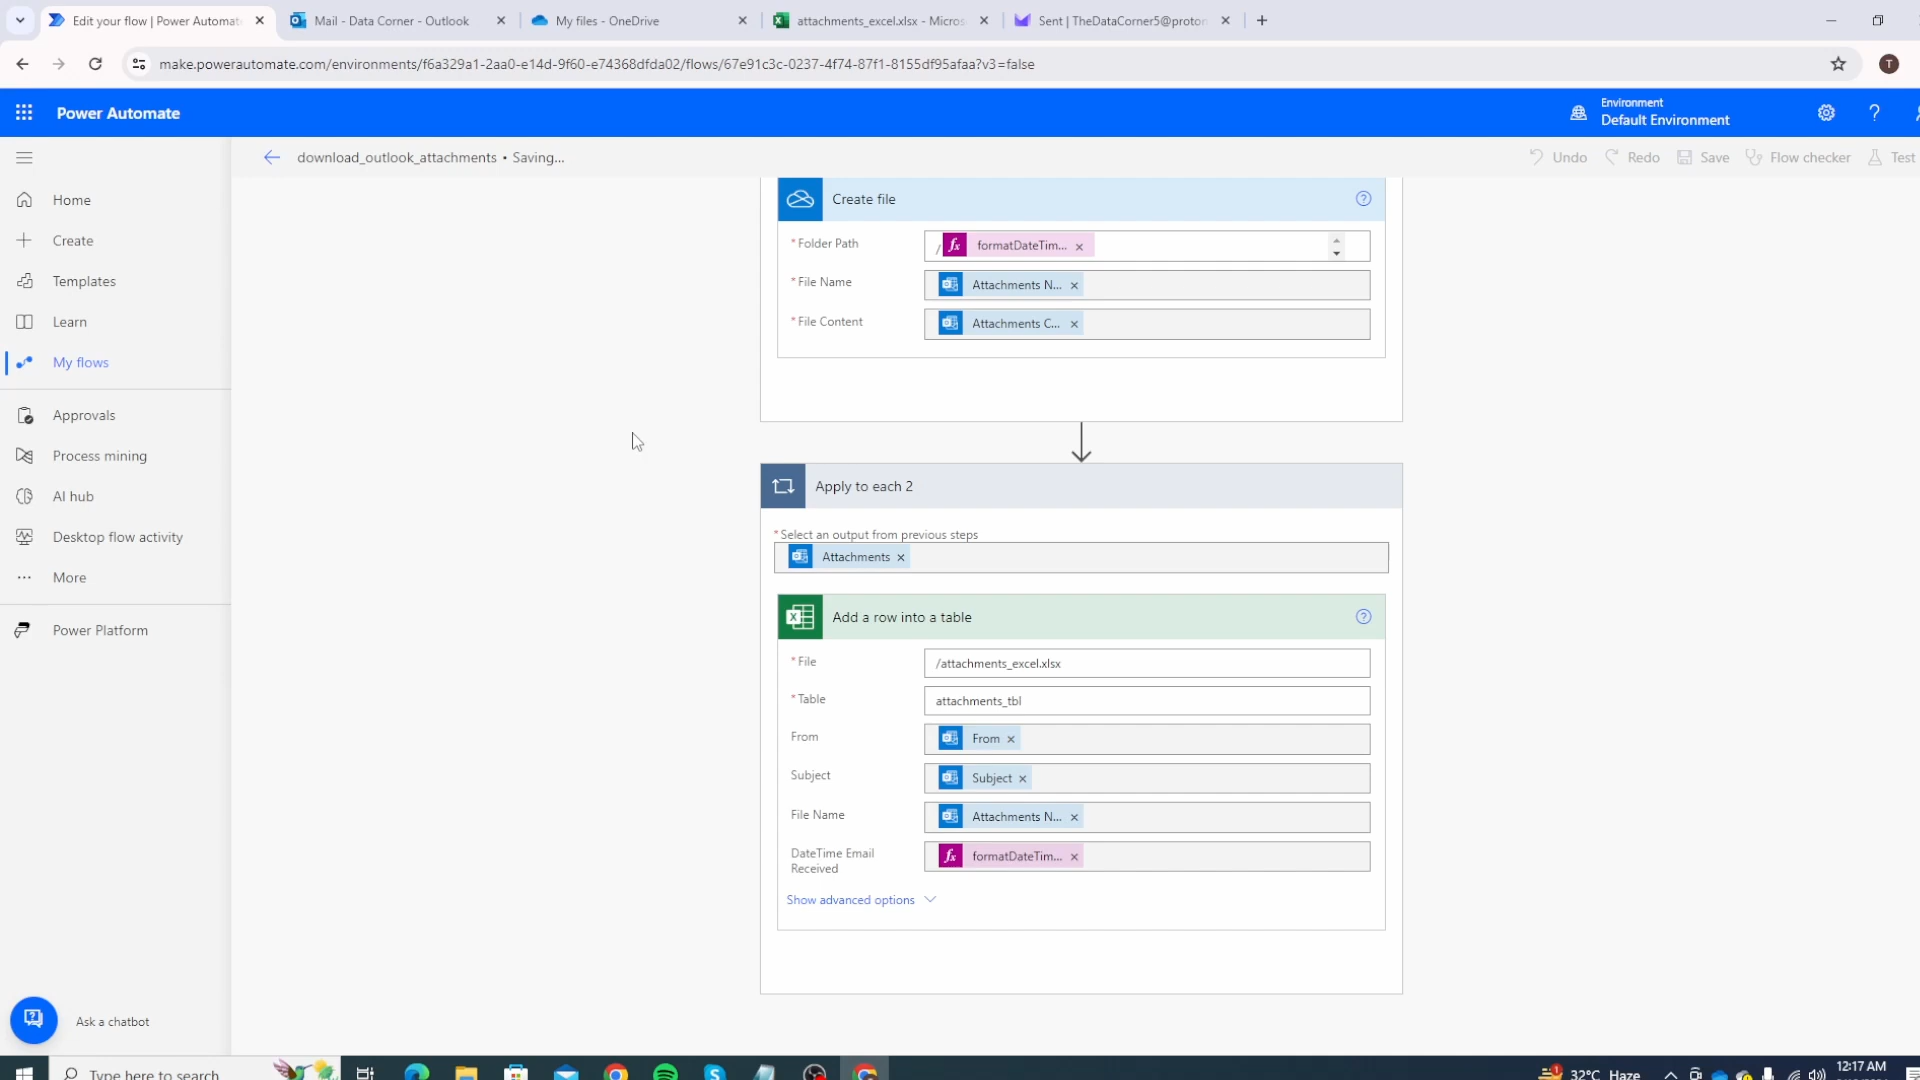 Edit your flow | Power Automate
Mail - Data Corner - Outlook
My files - OneDrive
attachments_excel.xlsx - Micros
Sent | TheDataCorner5@proton
make.powerautomate.com/environments/f6a329a1-2aa0-e14d-9f60-e74368dfda02/flows/67e91c3c-0237-4f74-87f1-8155df95afaa?v3=false
T
Power Automate
Environment
Default Environment
download_outlook_attachments • Saving...
Undo
Redo
Save
Flow checker
Test
Home
Create
Templates
Learn
My flows
Approvals
Process mining
AI hub
Desktop flow activity
More
Power Platform
Ask a chatbot
Create file
* Folder Path
/ fx formatDateTim... ×
* File Name
Attachments N... ×
* File Content
Attachments C... ×
Apply to each 2
* Select an output from previous steps
Attachments ×
Add a row into a table
* File
/attachments_excel.xlsx
* Table
attachments_tbl
From
From ×
Subject
Subject ×
File Name
Attachments N... ×
DateTime Email
Received
fx formatDateTim... ×
Show advanced options
Type here to search
32°C Haze
12:17 AM